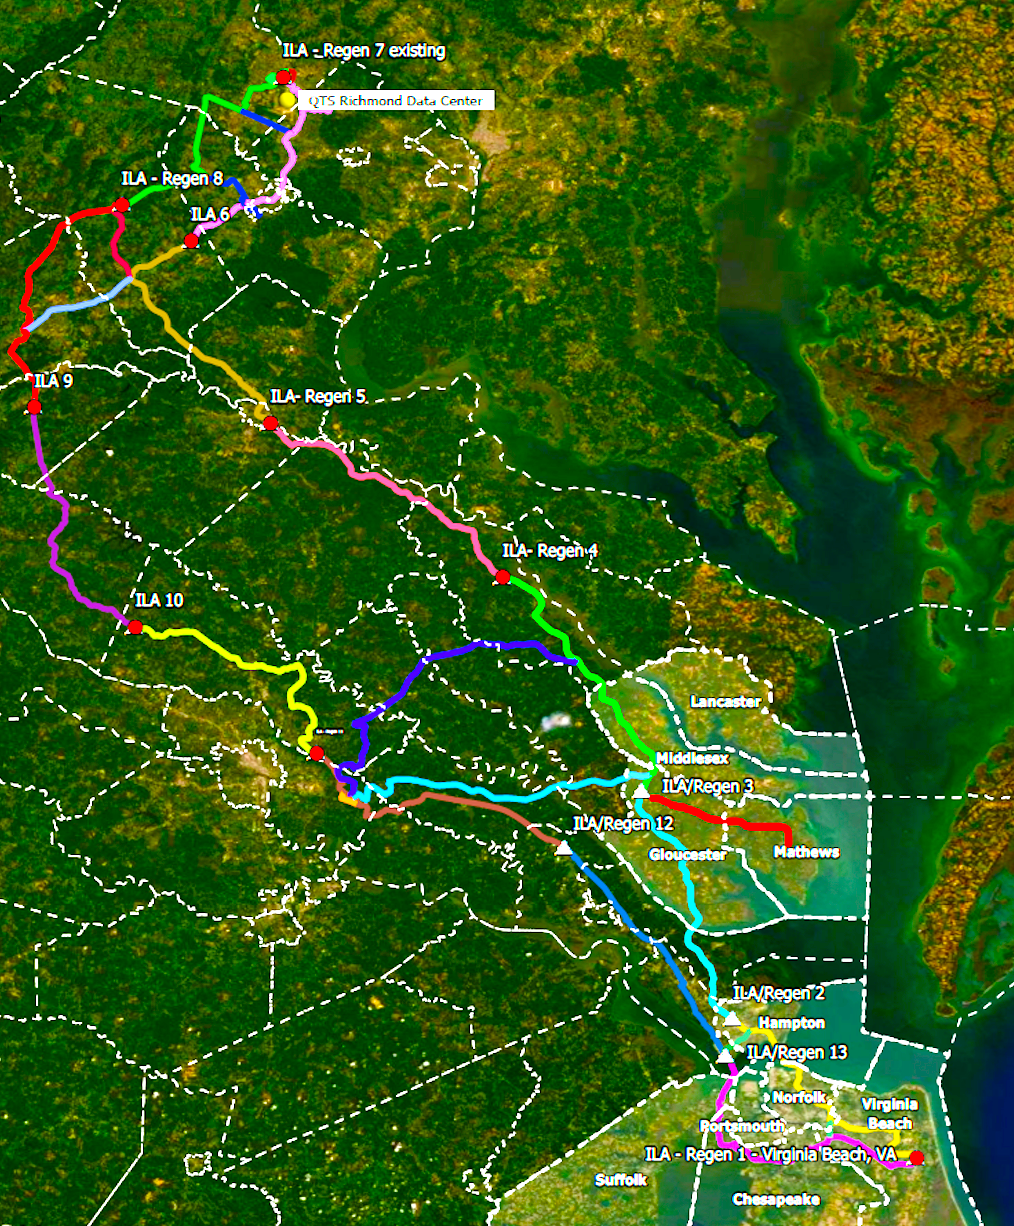 ILA - Regen 7 existing
QTS Richmond Data Center
ILA - Regen 8
ILA 6
ILA 9
ILA- Regen 5
ILA- Regen 4
ILA 10
Lancaster
Middlesex
ILA/Regen 3
ILA/Regen 12
Mathews
Gloucester
ILA/Regen 2
Hampton
ILA/Regen 13
Norfolk
Virginia
Beach
Portsmouth
ILA - Regen 1 - Virginia Beach, VA
Suffolk
Chesapeake